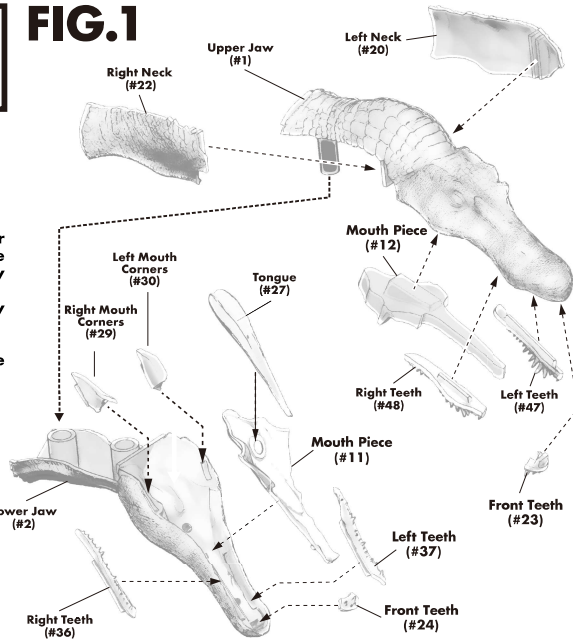 FIG.1
Left Neck
(#20)
Upper Jaw
(#1)
Right Neck
(#22)
Mouth Piece
(#12)
Left Mouth
Corners
(#30)
Tongue
(#27)
Right Mouth
Corners
(#29)
Right Teeth
(#48)
Left Teeth
(#47)
Mouth Piece
(#11)
Front Teeth
(#23)
ower Jaw
(#2)
Left Teeth
(#37)
Right Teeth
(#36)
Front Teeth
(#24)